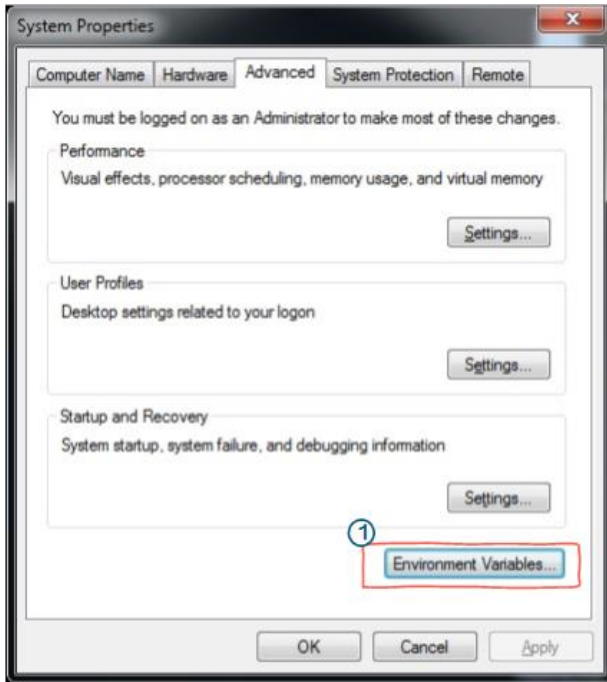 System Properties
Computer Name Hardware Advanced System Protection Remote
You must be logged on as an Administrator to make most of these changes.
Performance
Visual effects, processor scheduling, memory usage, and virtual memory
Settings...
User Profiles
Desktop settings related to your logon
Settings...
Startup and Recovery
System startup, system failure, and debugging information
Settings...
1
Environment Variables...
OK Cancel Apply